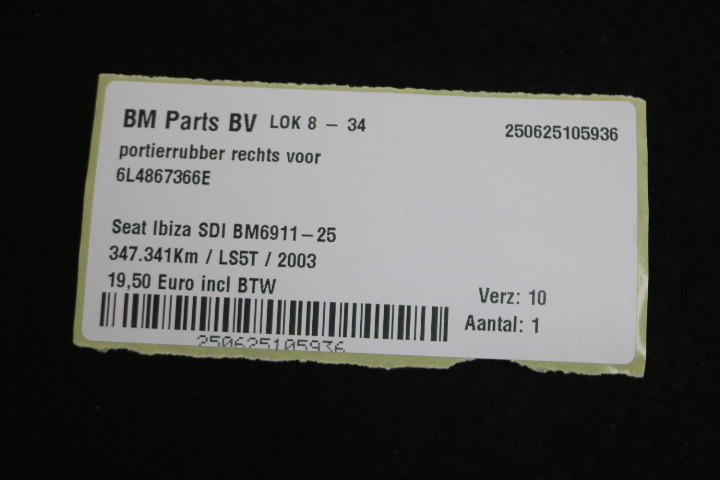 BM Parts BV LOK 8 - 34
250625105936
portierrubber rechts voor
6L4867366E
Seat Ibiza SDI BM6911-25
347.341Km / LS5T / 2003
19,50 Euro incl BTW
Verz: 10
Aantal: 1
250625105936